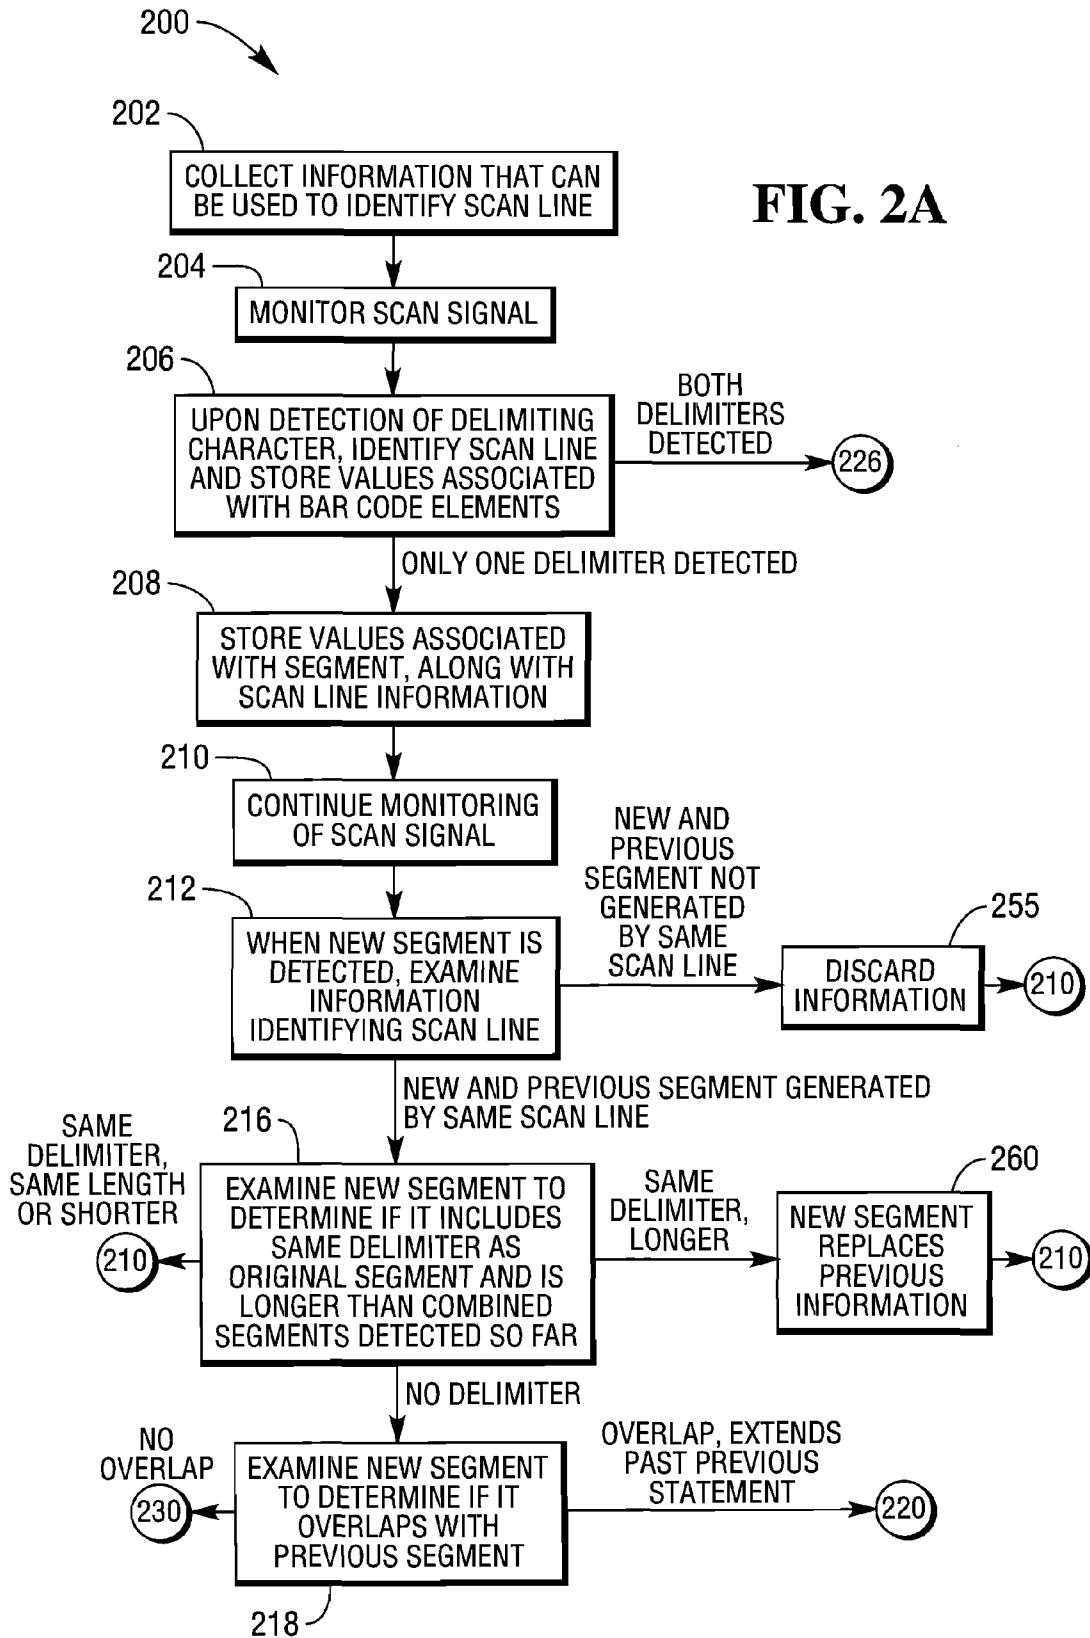 200
202
COLLECT INFORMATION THAT CAN
BE USED TO IDENTIFY SCAN LINE
FIG. 2A
204
MONITOR SCAN SIGNAL
206
UPON DETECTION OF DELIMITING
CHARACTER, IDENTIFY SCAN LINE
AND STORE VALUES ASSOCIATED
WITH BAR CODE ELEMENTS
BOTH
DELIMITERS
DETECTED
226
ONLY ONE DELIMITER DETECTED
208
STORE VALUES ASSOCIATED
WITH SEGMENT, ALONG WITH
SCAN LINE INFORMATION
210
CONTINUE MONITORING
OF SCAN SIGNAL
212
WHEN NEW SEGMENT IS
DETECTED, EXAMINE
INFORMATION
IDENTIFYING SCAN LINE
NEW AND
PREVIOUS
SEGMENT NOT
GENERATED
BY SAME
SCAN LINE
255
DISCARD
INFORMATION
210
NEW AND PREVIOUS SEGMENT GENERATED
BY SAME SCAN LINE
216
SAME
DELIMITER,
SAME LENGTH
OR SHORTER
210
EXAMINE NEW SEGMENT TO
DETERMINE IF IT INCLUDES
SAME DELIMITER AS
ORIGINAL SEGMENT AND IS
LONGER THAN COMBINED
SEGMENTS DETECTED SO FAR
SAME
DELIMITER,
LONGER
260
NEW SEGMENT
REPLACES
PREVIOUS
INFORMATION
210
NO DELIMITER
NO
OVERLAP
230
EXAMINE NEW SEGMENT
TO DETERMINE IF IT
OVERLAPS WITH
PREVIOUS SEGMENT
OVERLAP, EXTENDS
PAST PREVIOUS
STATEMENT
220
218